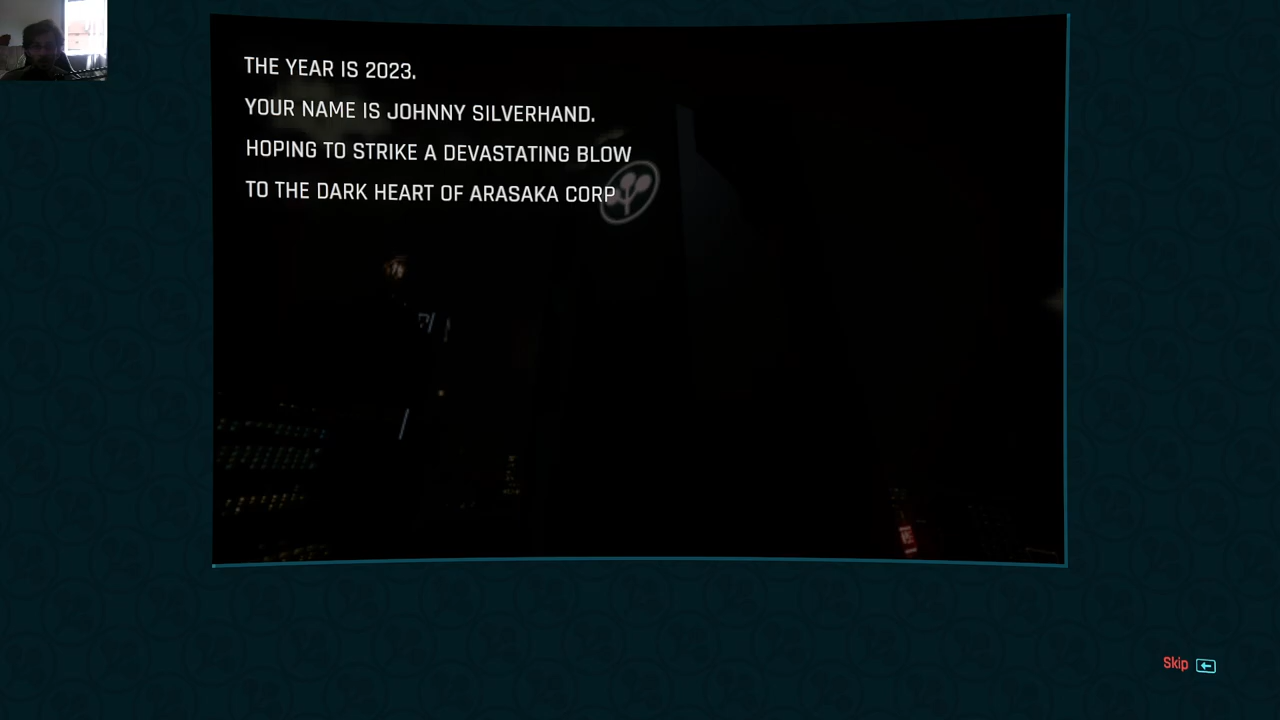 THE YEAR IS 2023.
YOUR NAME IS JOHNNY SILVERHAND.
HOPING TO STRIKE A DEVASTATING BLOW
TO THE DARK HEART OF ARASAKA CORP
Skip